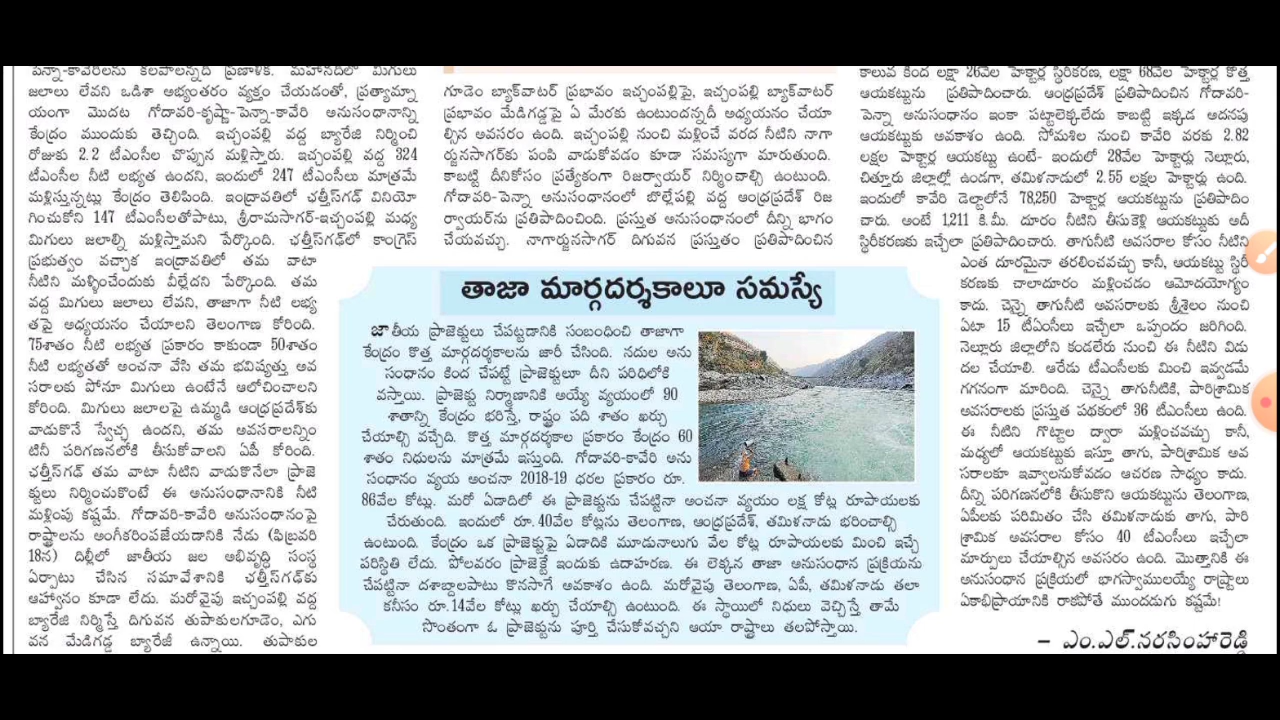 పెన్నా-కావేరిలను కలపాలన్నది ప్రణాళిక. మహానదిలో మిగులు
జలాలు లేవని ఒడిశా అభ్యంతరం వ్యక్తం చేయడంతో, ప్రత్యామ్నా
యంగా మొదట గోదావరి-కృష్ణా-పెన్నా-కావేరి అనుసంధానాన్ని
కేంద్రం ముందుకు తెచ్చింది. ఇచ్చంపల్లి వద్ద బ్యారేజి నిర్మించి
రోజుకు 2.2 టీఎంసీల చొప్పున మళ్లిస్తారు. ఇచ్చంపల్లి వద్ద 324
టీఎంసీల నీటి లభ్యత ఉందని, ఇందులో 247 టీఎంసీలు మాత్రమే
మళ్లిస్తున్నట్లు కేంద్రం తెలిపింది. ఇంద్రావతిలో ఛత్తీస్‌గఢ్ వినియో
గించుకోని 147 టీఎంసీలతోపాటు, శ్రీరామసాగర్-ఇచ్చంపల్లి మధ్య
మిగులు జలాల్ని మళ్లిస్తామని పేర్కొంది. ఛత్తీస్‌గఢ్‌లో కాంగ్రెస్
ప్రభుత్వం వచ్చాక ఇంద్రావతిలో తమ వాటా
నీటిని మళ్ళించేందుకు వీల్లేదని పేర్కొంది. తమ
వద్ద మిగులు జలాలు లేవని, తాజాగా నీటి లభ్య
తపై అధ్యయనం చేయాలని తెలంగాణ కోరింది.
75శాతం నీటి లభ్యత ప్రకారం కాకుండా 50శాతం
నీటి లభ్యతతో అంచనా వేసి తమ భవిష్యత్తు అవ
సరాలకు పోనూ మిగులు ఉంటేనే ఆలోచించాలని
కోరింది. మిగులు జలాలపై ఉమ్మడి ఆంధ్రప్రదేశ్‌కు
వాడుకొనే స్వేచ్ఛ ఉందని, తమ అవసరాలన్నిం
టినీ పరిగణనలోకి తీసుకోవాలని ఏపీ కోరింది.
ఛత్తీస్‌గఢ్ తమ వాటా నీటిని వాడుకొనేలా ప్రాజె
క్టులు నిర్మించుకొంటే ఈ అనుసంధానానికి నీటి
మళ్లింపు కష్టమే. గోదావరి-కావేరి అనుసంధానంపై
రాష్ట్రాలను అంగీకరింపజేయడానికి నేడు (ఫిబ్రవరి
18న) దిల్లీలో జాతీయ జల అభివృద్ధి సంస్థ
ఏర్పాటు చేసిన సమావేశానికి ఛత్తీస్‌గఢ్‌కు
ఆహ్వానం కూడా లేదు. మరోవైపు ఇచ్చంపల్లి వద్ద
బ్యారేజి నిర్మిస్తే దిగువన తుపాకులగూడెం, ఎగు
వన మేడిగడ్డ బ్యారేజీ ఉన్నాయి. తుపాకుల
గూడెం బ్యాక్‌వాటర్ ప్రభావం ఇచ్చంపల్లిపై, ఇచ్చంపల్లి బ్యాక్‌వాటర్
ప్రభావం మేడిగడ్డపై ఏ మేరకు ఉంటుందన్నదీ అధ్యయనం చేయా
ల్సిన అవసరం ఉంది. ఇచ్చంపల్లి నుంచి మళ్లించే వరద నీటిని నాగా
ర్జునసాగర్‌కు పంపి వాడుకోవడం కూడా సమస్యగా మారుతుంది.
కాబట్టి దీనికోసం ప్రత్యేకంగా రిజర్వాయర్ నిర్మించాల్సి ఉంటుంది.
గోదావరి-పెన్నా అనుసంధానంలో బొల్లేపల్లి వద్ద ఆంధ్రప్రదేశ్ రిజ
ర్వాయర్‌ను ప్రతిపాదించింది. ప్రస్తుత అనుసంధానంలో దీన్ని భాగం
చేయవచ్చు. నాగార్జునసాగర్ దిగువన ప్రస్తుతం ప్రతిపాదించిన
కాలువ కింద లక్షా 26వేల హెక్టార్ల స్థిరీకరణ, లక్షా 68వేల హెక్టార్ల కొత్త
ఆయకట్టును ప్రతిపాదించారు. ఆంధ్రప్రదేశ్ ప్రతిపాదించిన గోదావరి-
పెన్నా అనుసంధానం ఇంకా పట్టాలెక్కలేదు కాబట్టి ఇక్కడ అదనపు
ఆయకట్టుకు అవకాశం ఉంది. సోమశిల నుంచి కావేరి వరకు 2.82
లక్షల హెక్టార్ల ఆయకట్టు ఉంటే- ఇందులో 28వేల హెక్టార్లు నెల్లూరు,
చిత్తూరు జిల్లాల్లో ఉండగా, తమిళనాడులో 2.55 లక్షల హెక్టార్లు ఉంది.
ఇందులో కావేరి డెల్టాలోనే 78,250 హెక్టార్ల ఆయకట్టును ప్రతిపాదిం
చారు. అంటే 1,211 కి.మీ. దూరం నీటిని తీసుకెళ్లి ఆయకట్టుకు అదీ
స్థిరీకరణకు ఇచ్చేలా ప్రతిపాదించారు. తాగునీటి అవసరాల కోసం నీటిని
ఎంత దూరమైనా తరలించవచ్చు కానీ, ఆయకట్టు స్థిరీ
కరణకు చాలాదూరం మళ్లించడం ఆమోదయోగ్యం
కాదు. చెన్నై తాగునీటి అవసరాలకు శ్రీశైలం నుంచి
ఏటా 15 టీఎంసీలు ఇచ్చేలా ఒప్పందం జరిగింది.
నెల్లూరు జిల్లాలోని కండలేరు నుంచి ఈ నీటిని విడు
దల చేయాలి. ఆరేడు టీఎంసీలకు మించి ఇవ్వడమే
గగనంగా మారింది. చెన్నై తాగునీటికి, పారిశ్రామిక
అవసరాలకు ప్రస్తుత పథకంలో 36 టీఎంసీలు ఉంది.
ఈ నీటిని గొట్టాల ద్వారా మళ్లించవచ్చు కానీ,
మధ్యలో ఆయకట్టుకు ఇస్తూ తాగు, పారిశ్రామిక అవ
సరాలకూ ఇవ్వాలనుకోవడం ఆచరణ సాధ్యం కాదు.
దీన్ని పరిగణనలోకి తీసుకొని ఆయకట్టును తెలంగాణ,
ఏపీలకు పరిమితం చేసి తమిళనాడుకు తాగు, పారి
శ్రామిక అవసరాల కోసం 40 టీఎంసీలు ఇచ్చేలా
మార్పులు చేయాల్సిన అవసరం ఉంది. మొత్తానికి ఈ
అనుసంధాన ప్రక్రియలో భాగస్వాములయ్యే రాష్ట్రాలు
ఏకాభిప్రాయానికి రాకపోతే ముందడుగు కష్టమే!
– ఎం.ఎల్.నరసింహారెడ్డి
తాజా మార్గదర్శకాలూ సమస్యే
జాతీయ ప్రాజెక్టులు చేపట్టడానికి సంబంధించి తాజాగా
కేంద్రం కొత్త మార్గదర్శకాలను జారీ చేసింది. నదుల అను
సంధానం కింద చేపట్టే ప్రాజెక్టులూ దీని పరిధిలోకి
వస్తాయి. ప్రాజెక్టు నిర్మాణానికి అయ్యే వ్యయంలో 90
శాతాన్ని కేంద్రం భరిస్తే, రాష్ట్రం పది శాతం ఖర్చు
చేయాల్సి వచ్చేది. కొత్త మార్గదర్శకాల ప్రకారం కేంద్రం 60
శాతం నిధులను మాత్రమే ఇస్తుంది. గోదావరి-కావేరి అను
సంధానం వ్యయ అంచనా 2018-19 ధరల ప్రకారం రూ.
86వేల కోట్లు. మరో ఏడాదిలో ఈ ప్రాజెక్టును చేపట్టినా అంచనా వ్యయం లక్ష కోట్ల రూపాయలకు
చేరుతుంది. ఇందులో రూ.40వేల కోట్లను తెలంగాణ, ఆంధ్రప్రదేశ్, తమిళనాడు భరించాల్సి
ఉంటుంది. కేంద్రం ఒక ప్రాజెక్టుపై ఏడాదికి మూడునాలుగు వేల కోట్ల రూపాయలకు మించి ఇచ్చే
పరిస్థితి లేదు. పోలవరం ప్రాజెక్టే ఇందుకు ఉదాహరణ. ఈ లెక్కన తాజా అనుసంధాన ప్రక్రియను
చేపట్టినా దశాబ్దాలపాటు కొనసాగే అవకాశం ఉంది. మరోవైపు తెలంగాణ, ఏపీ, తమిళనాడు తలా
కనీసం రూ.14వేల కోట్లు ఖర్చు చేయాల్సి ఉంటుంది. ఈ స్థాయిలో నిధులు వెచ్చిస్తే తామే
సొంతంగా ఓ ప్రాజెక్టును పూర్తి చేసుకోవచ్చని ఆయా రాష్ట్రాలు తలపోస్తాయి.